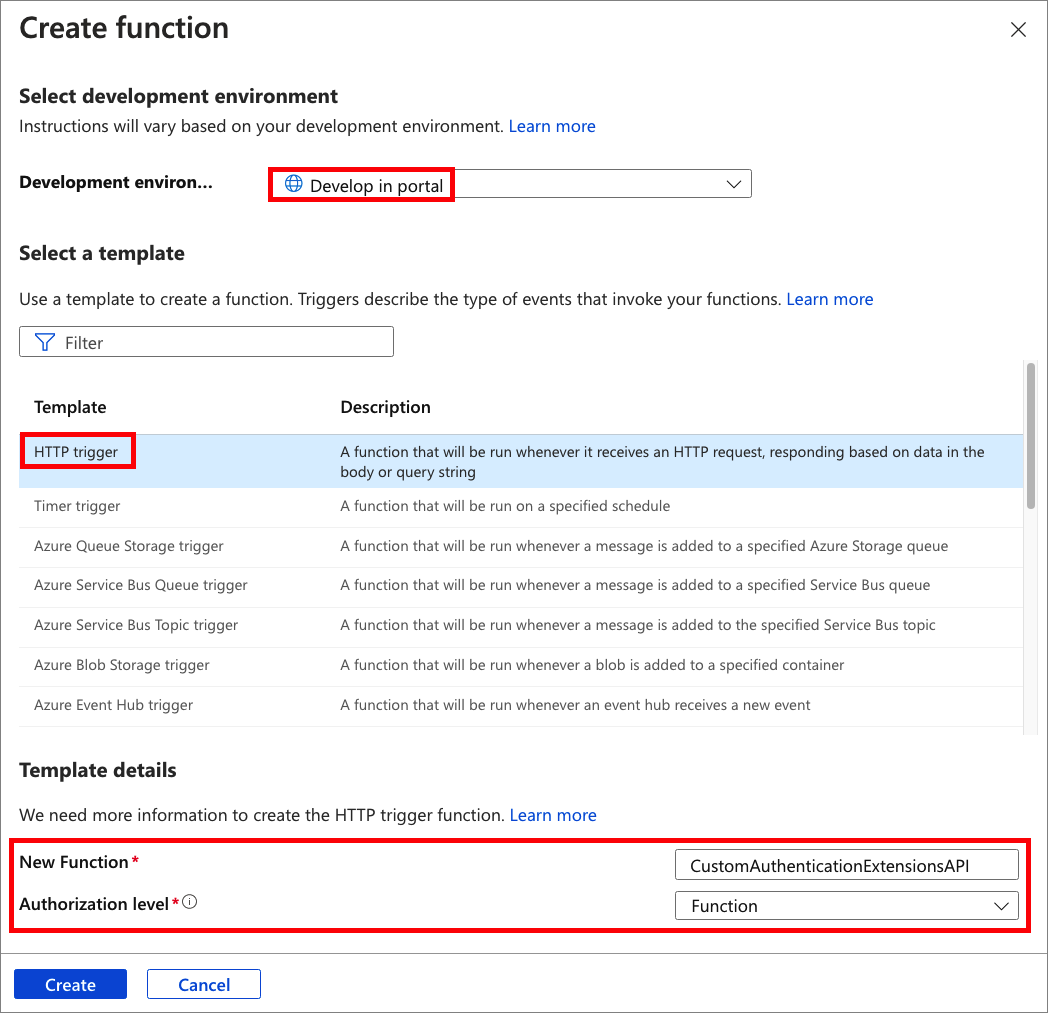 Create function
Select development environment
Instructions will vary based on your development environment. Learn more
Development environ...
Develop in portal
Select a template
Use a template to create a function. Triggers describe the type of events that invoke your functions. Learn more
Filter
Template Description
HTTP trigger A function that will be run whenever it receives an HTTP request, responding based on data in the
body or query string
Timer trigger A function that will be run on a specified schedule
Azure Queue Storage trigger A function that will be run whenever a message is added to a specified Azure Storage queue
Azure Service Bus Queue trigger A function that will be run whenever a message is added to a specified Service Bus queue
Azure Service Bus Topic trigger A function that will be run whenever a message is added to the specified Service Bus topic
Azure Blob Storage trigger A function that will be run whenever a blob is added to a specified container
Azure Event Hub trigger A function that will be run whenever an event hub receives a new event
Template details
We need more information to create the HTTP trigger function. Learn more
New Function* CustomAuthenticationExtensionsAPI
Authorization level* Function
Create Cancel